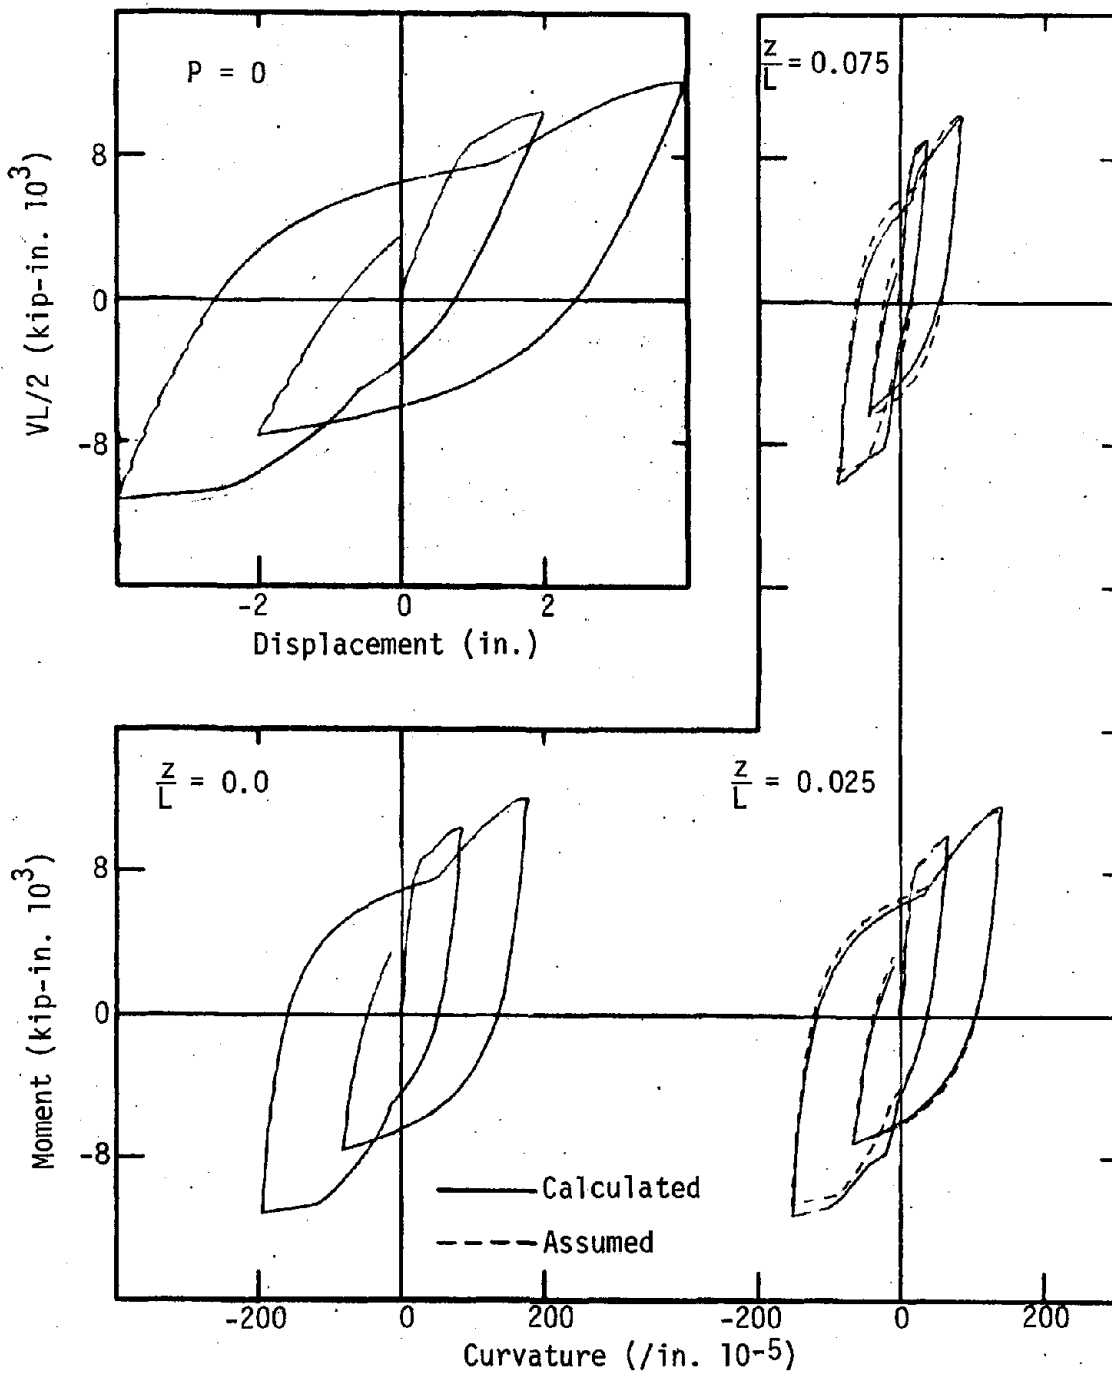 P = 0
z/L = 0.075
VL/2 (kip-in. 10³)
8
0
-8
-2
0
2
Displacement (in.)
z/L = 0.0
z/L = 0.025
Moment (kip-in. 10³)
8
0
-8
Calculated
Assumed
-200
0
200
-200
0
200
Curvature (/in. 10⁻⁵)